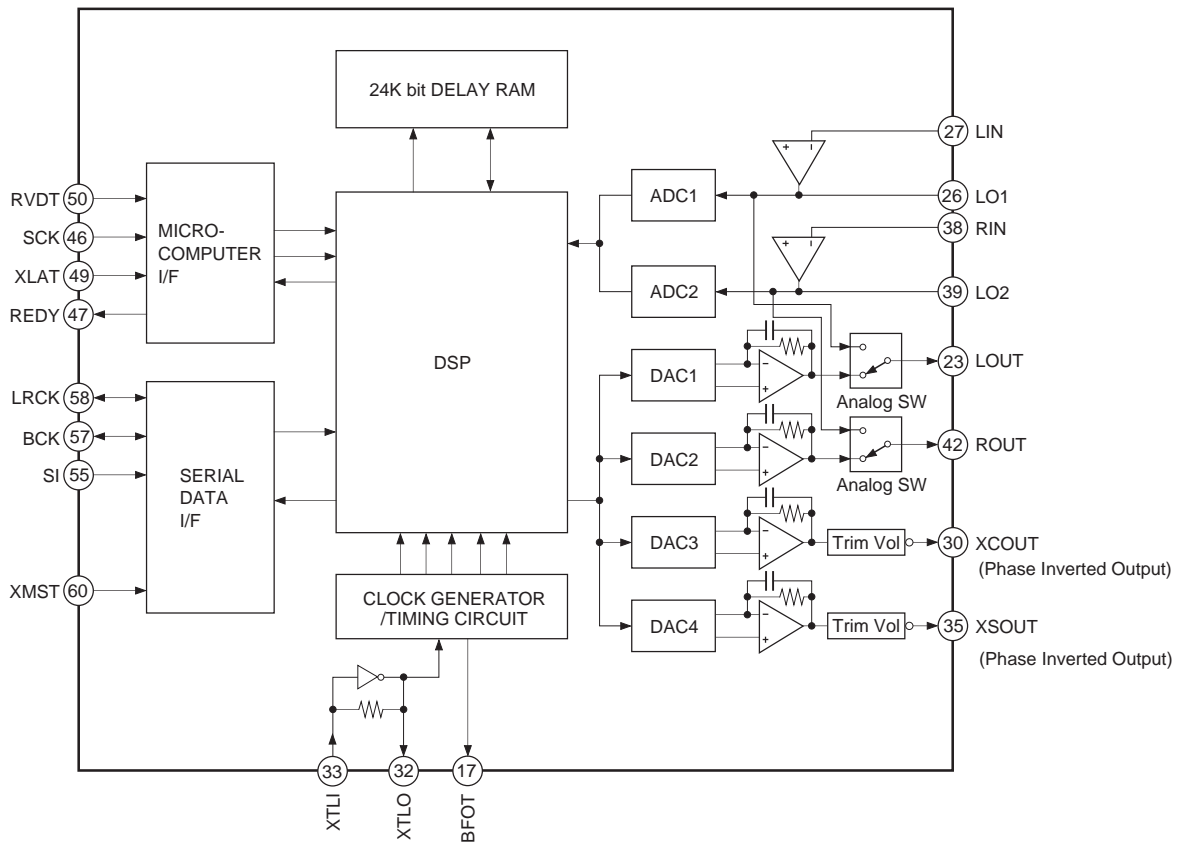 24K bit DELAY RAM
27 LIN
RVDT 50
MICRO-
COMPUTER
I/F
ADC1
26 LO1
SCK 46
38 RIN
XLAT 49
REDY 47
ADC2
39 LO2
DSP
LRCK 58
BCK 57
SI 55
XMST 60
SERIAL
DATA
I/F
DAC1
Analog SW
23 LOUT
DAC2
Analog SW
42 ROUT
DAC3
Trim Vol
30 XCOUT
(Phase Inverted Output)
DAC4
Trim Vol
35 XSOUT
(Phase Inverted Output)
CLOCK GENERATOR
/TIMING CIRCUIT
33 XTLI
32 XTLO
17 BFOT